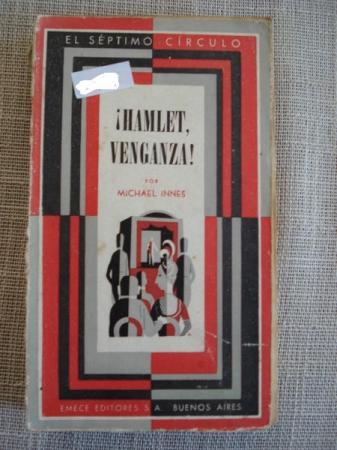 EL SÉPTIMO CÍRCULO
¡HAMLET,
VENGANZA!
POR
MICHAEL INNES
EMECÉ EDITORES S. A. BUENOS AIRES